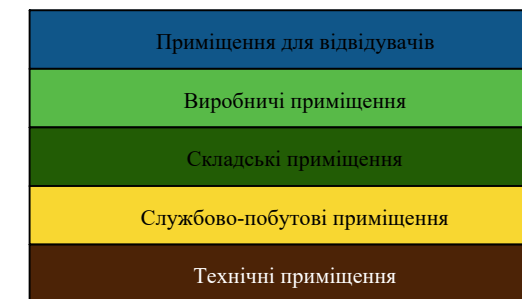 Приміщення для відвідувачів
Виробничі приміщення
Складські приміщення
Службово-побутові приміщення
Технічні приміщення